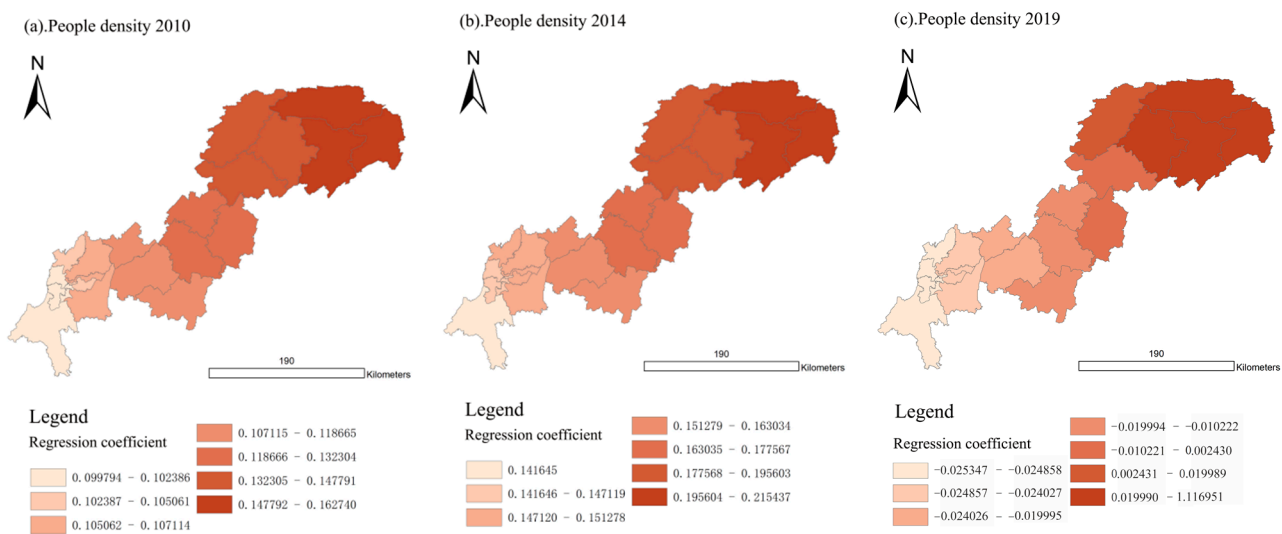 (a).People density 2010
N
190
Kilometers
Legend
Regression coefficient
0.099794 - 0.102386
0.102387 - 0.105061
0.105062 - 0.107114
0.107115 - 0.118665
0.118666 - 0.132304
0.132305 - 0.147791
0.147792 - 0.162740
(b).People density 2014
N
190
Kilometers
Legend
Regression coefficient
0.141645
0.141646 - 0.147119
0.147120 - 0.151278
0.151279 - 0.163034
0.163035 - 0.177567
0.177568 - 0.195603
0.195604 - 0.215437
(c).People density 2019
N
190
Kilometers
Legend
Regression coefficient
-0.025347 - -0.024858
-0.024857 - -0.024027
-0.024026 - -0.019995
-0.019994 - -0.010222
-0.010221 - -0.002430
0.002431 - 0.019989
0.019990 - 1.116951